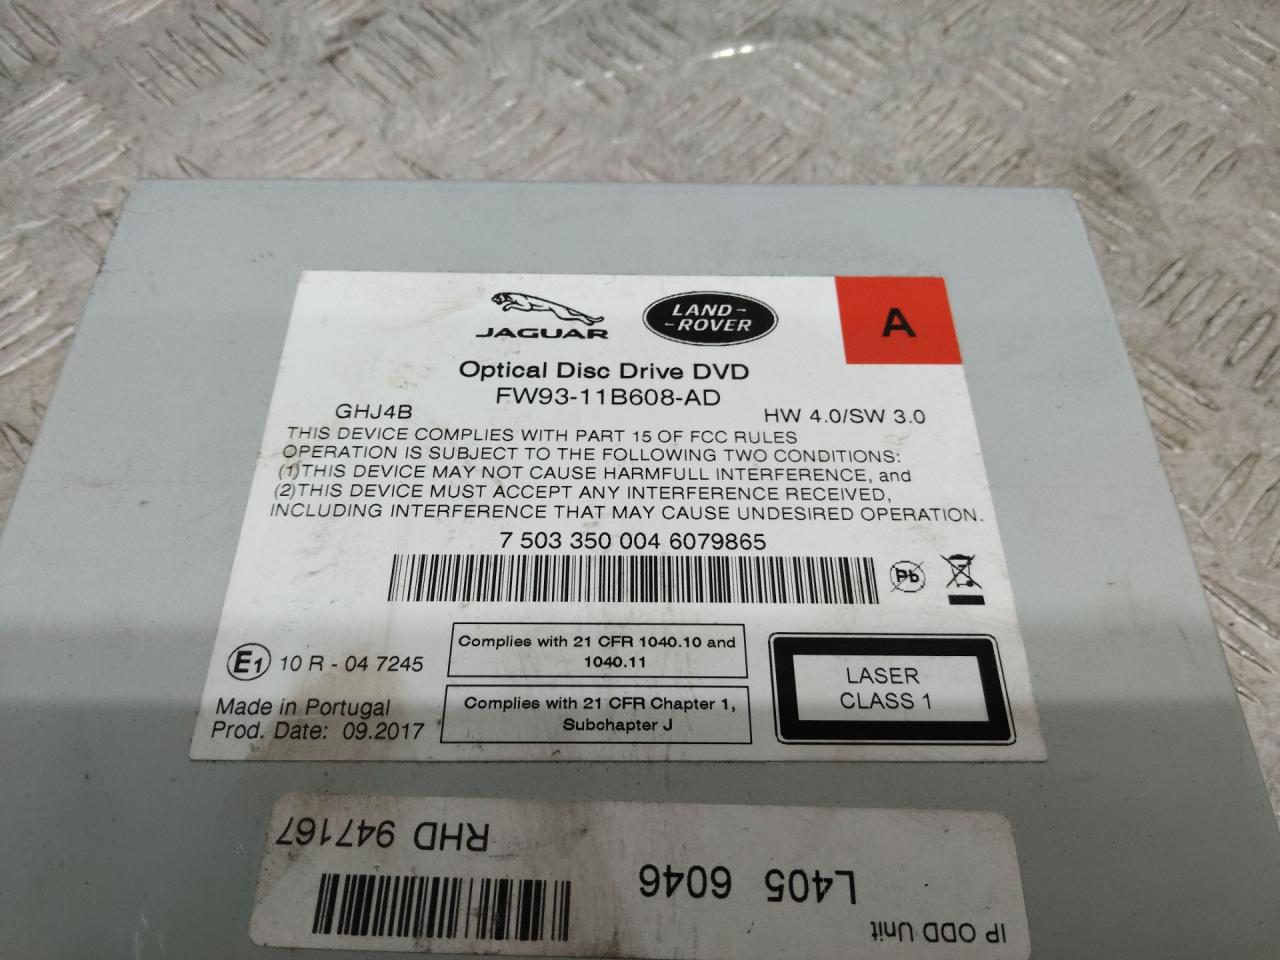 JAGUAR
LAND-
-ROVER
A
Optical Disc Drive DVD
FW93-11B608-AD
GHJ4B
HW 4.0/SW 3.0
THIS DEVICE COMPLIES WITH PART 15 OF FCC RULES
OPERATION IS SUBJECT TO THE FOLLOWING TWO CONDITIONS:
(1)THIS DEVICE MAY NOT CAUSE HARMFULL INTERFERENCE, and
(2)THIS DEVICE MUST ACCEPT ANY INTERFERENCE RECEIVED,
INCLUDING INTERFERENCE THAT MAY CAUSE UNDESIRED OPERATION.
7 503 350 004 6079865
Pb
E1 10 R - 04 7245
Complies with 21 CFR 1040.10 and
1040.11
LASER
CLASS 1
Made in Portugal
Prod. Date: 09.2017
Complies with 21 CFR Chapter 1,
Subchapter J
IP ODD Unit
L405 6046
RHD 947167